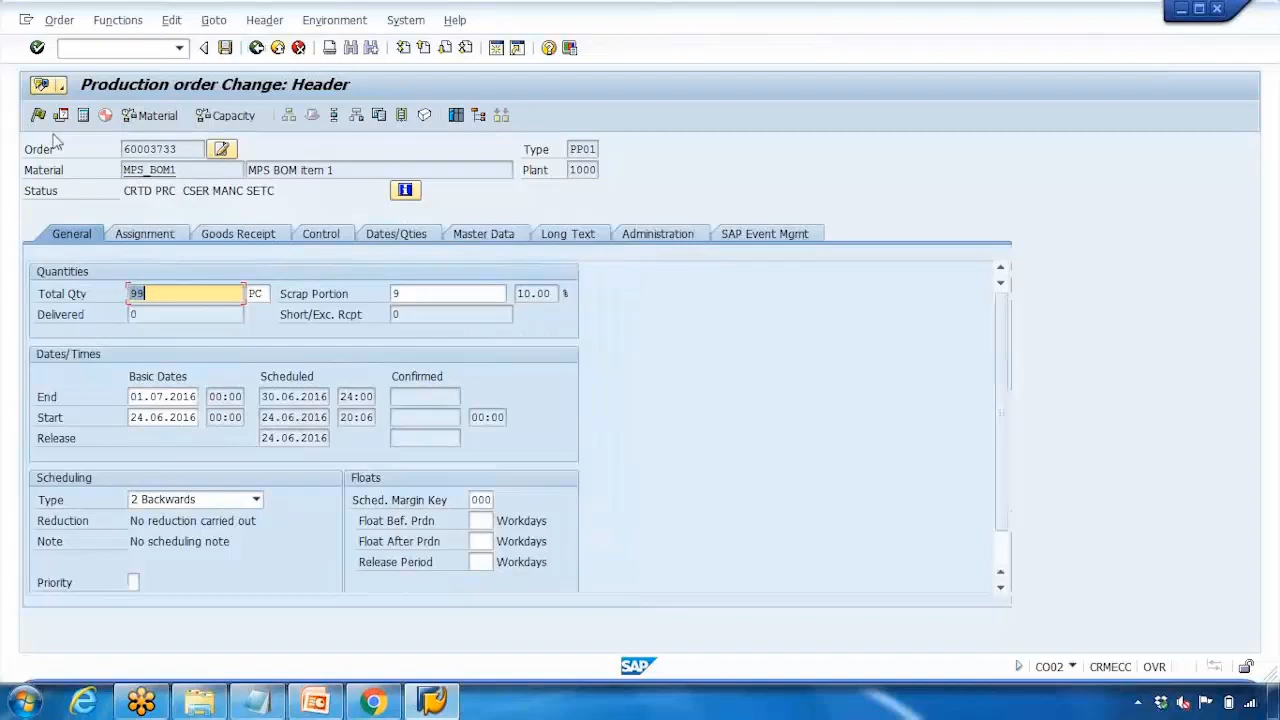 Order Functions Edit Goto Header Environment System Help
Production order Change: Header
Material Capacity
Order 60003733 Type PP01
Material MPS_BOM1 MPS BOM item 1 Plant 1000
Status CRTD PRC CSER MANC SETC
General Assignment Goods Receipt Control Dates/Qties Master Data Long Text Administration SAP Event Mgmt
Quantities
Total Qty 99 PC Scrap Portion 9 10.00 %
Delivered 0 Short/Exc. Rcpt 0
Dates/Times
Basic Dates Scheduled Confirmed
End 01.07.2016 00:00 30.06.2016 24:00
Start 24.06.2016 00:00 24.06.2016 20:06 00:00
Release 24.06.2016
Scheduling Floats
Type 2 Backwards Sched. Margin Key 000
Reduction No reduction carried out Float Bef. Prdn Workdays
Note No scheduling note Float After Prdn Workdays
Release Period Workdays
Priority
SAP CO02 CRMECC OVR